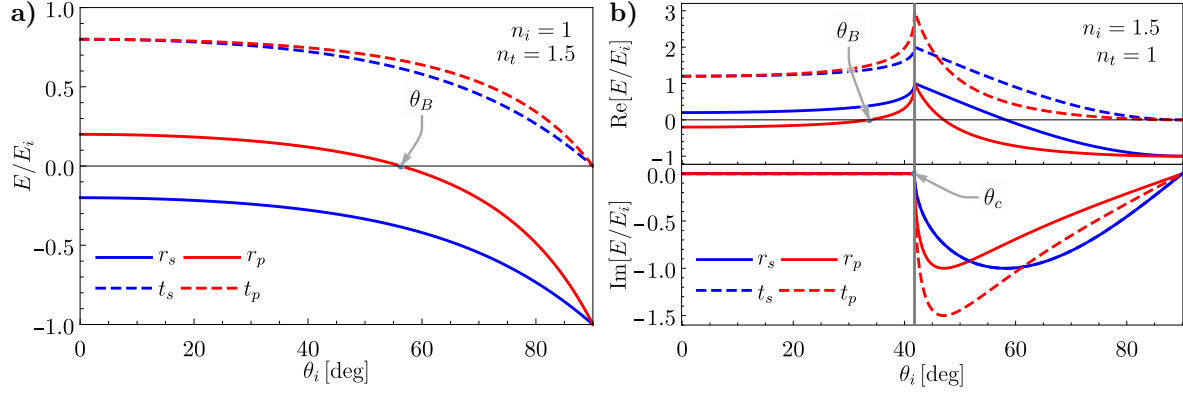 a)
1.0
0.5
0.0
−0.5
−1.0
E/E_i
n_i = 1
n_t = 1.5
θ_B
r_s
r_p
t_s
t_p
0
20
40
60
80
θ_i [deg]
b)
2
1
0
−1
Re[E/E_i]
n_i = 1.5
n_t = 1
θ_B
0.0
−0.5
−1.0
−1.5
Im[E/E_i]
θ_c
r_s
r_p
t_s
t_p
0
20
40
60
80
θ_i [deg]